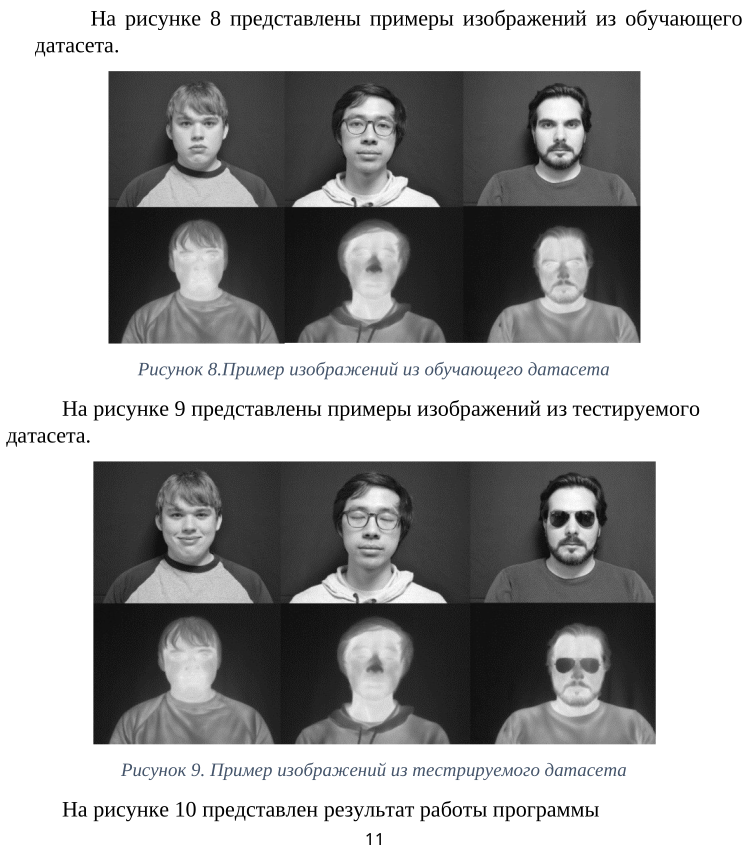 На рисунке 8 представлены примеры изображений из обучающего
датасета.
Рисунок 8.Пример изображений из обучающего датасета
На рисунке 9 представлены примеры изображений из тестируемого
датасета.
Рисунок 9. Пример изображений из тестрируемого датасета
На рисунке 10 представлен результат работы программы
11